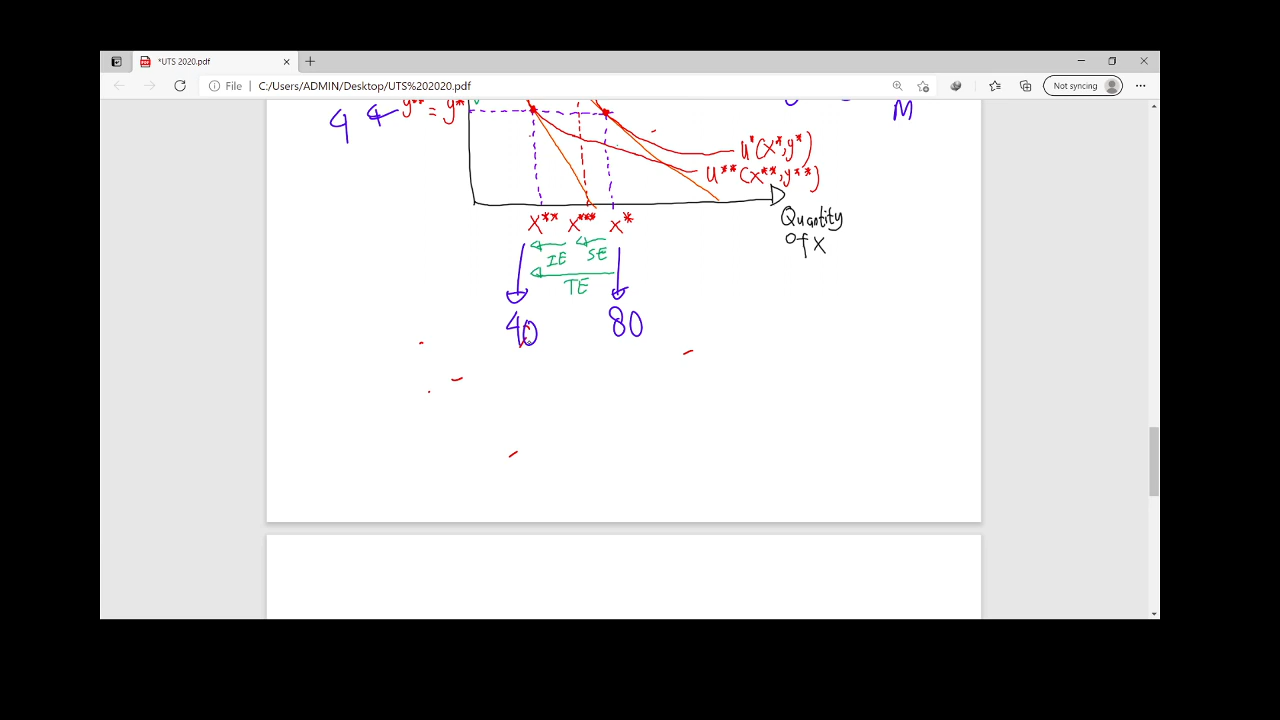 *UTS 2020.pdf
File
C:/Users/ADMIN/Desktop/UTS%202020.pdf
Not syncing
4
y** = y*
M
u*(x*,y*)
u**(x**,y**)
x** x*** x*
Quantity
of x
IE SE
TE
40 80